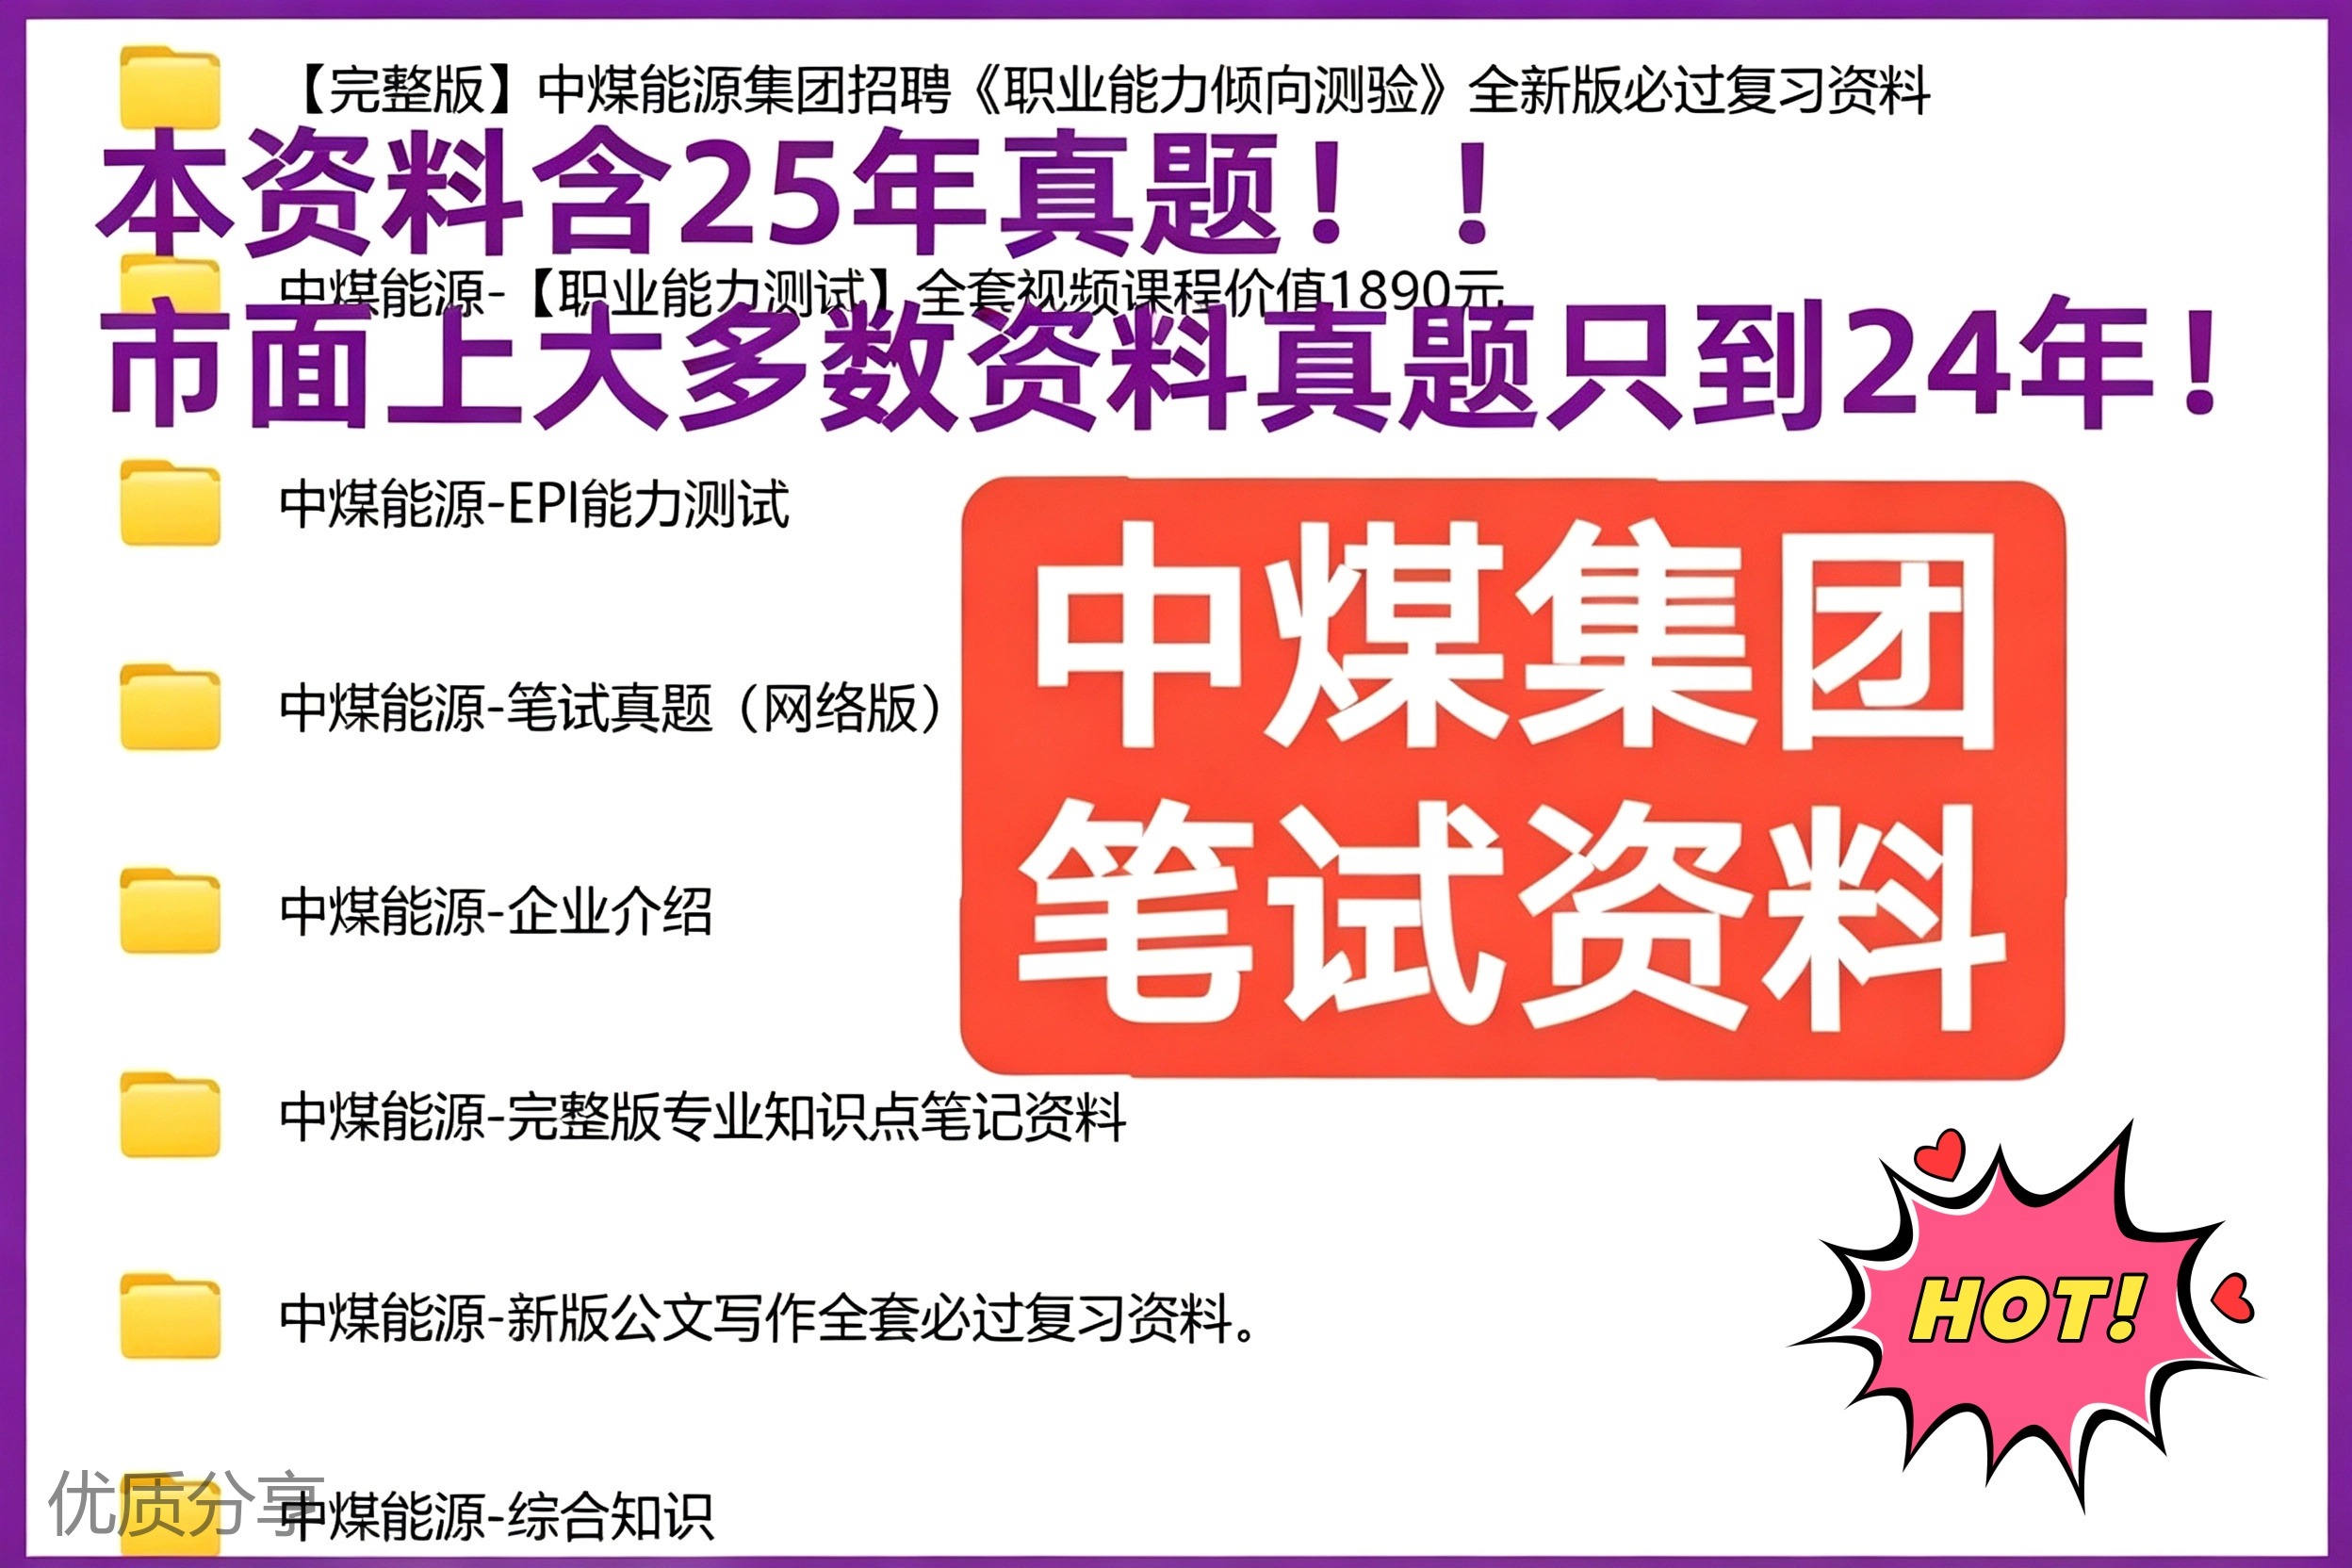 【完整版】中煤能源集团招聘《职业能力倾向测验》全新版必过复习资料
本资料含25年真题！！
中煤能源-【职业能力测试】全套视频课程价值1890元
市面上大多数资料真题只到24年！
中煤能源-EPI能力测试
中煤集团
中煤能源-笔试真题（网络版）
笔试资料
中煤能源-企业介绍
中煤能源-完整版专业知识点笔记资料
中煤能源-新版公文写作全套必过复习资料。
HOT!
优质分享
中煤能源-综合知识